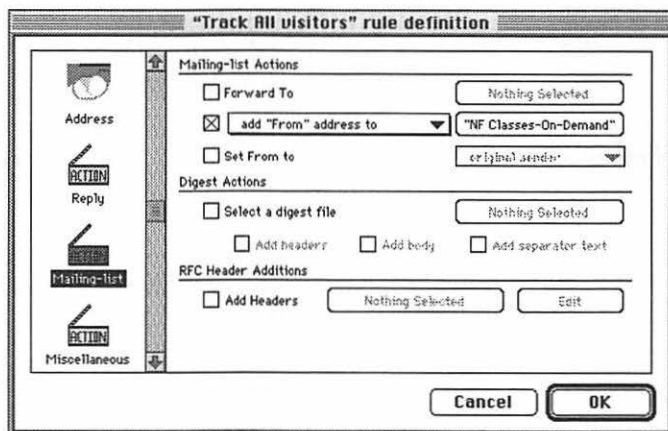 "Track All visitors" rule definition
Address
ACTION
Reply
Mailing-list
ACTION
Miscellaneous
Mailing-list Actions
Forward To
Nothing Selected
add "From" address to
"NF Classes-On-Demand"
Set From to
original sender
Digest Actions
Select a digest file
Nothing Selected
Add headers
Add body
Add separator text
RFC Header Additions
Add Headers
Nothing Selected
Edit
Cancel
OK